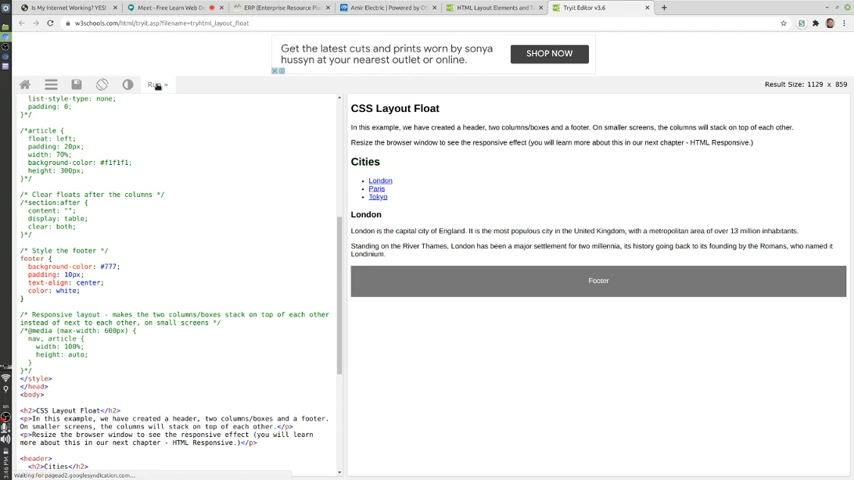 Is My Internet Working? YES!
Meet - Free Learn Web De
ERP (Enterprise Resource Pla
Amir Electric | Powered by OS
HTML Layout Elements and T
Tryit Editor v3.6
w3schools.com/html/tryit.asp?filename=tryhtml_layout_float
Get the latest cuts and prints worn by sonya
hussyn at your nearest outlet or online.
SHOP NOW
Run »
Result Size: 1129 x 859
list-style-type: none;
padding: 0;
}*/
/*article {
float: left;
padding: 20px;
width: 70%;
background-color: #f1f1f1;
height: 300px;
}*/
/* Clear floats after the columns */
/*section:after {
content: "";
display: table;
clear: both;
}*/
/* Style the footer */
footer {
background-color: #777;
padding: 10px;
text-align: center;
color: white;
}
/* Responsive layout - makes the two columns/boxes stack on top of each other
instead of next to each other, on small screens */
/*@media (max-width: 600px) {
nav, article {
width: 100%;
height: auto;
}
}*/
</style>
</head>
<body>
<h2>CSS Layout Float</h2>
<p>In this example, we have created a header, two columns/boxes and a footer.
On smaller screens, the columns will stack on top of each other.</p>
<p>Resize the browser window to see the responsive effect (you will learn
more about this in our next chapter - HTML Responsive.)</p>
<header>
<h2>Cities</h2>
Waiting for pagead2.googlesyndication.com...
CSS Layout Float
In this example, we have created a header, two columns/boxes and a footer. On smaller screens, the columns will stack on top of each other.
Resize the browser window to see the responsive effect (you will learn more about this in our next chapter - HTML Responsive.)
Cities
London
Paris
Tokyo
London
London is the capital city of England. It is the most populous city in the United Kingdom, with a metropolitan area of over 13 million inhabitants.
Standing on the River Thames, London has been a major settlement for two millennia, its history going back to its founding by the Romans, who named it
Londinium.
Footer
3:46 PM